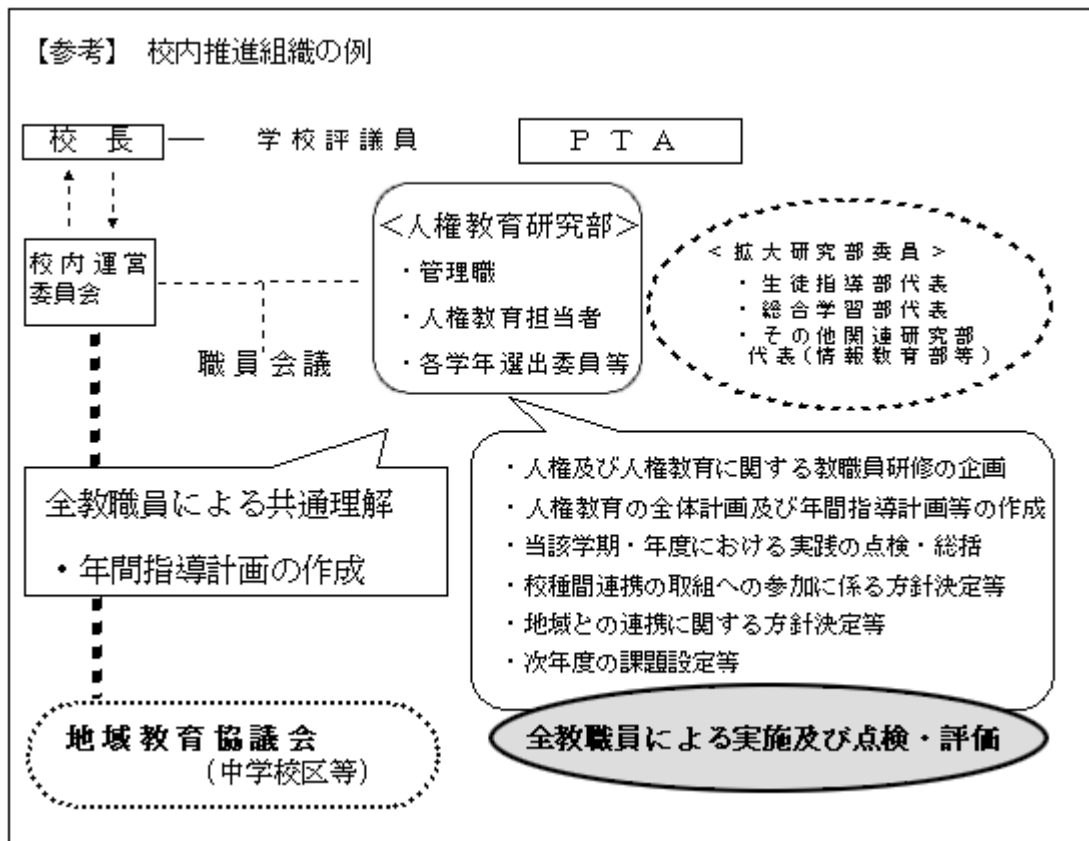 【参考】 校内推進組織の例
校 長
学校評議員
ＰＴＡ
校内運営
委員会
職員会議
＜人権教育研究部＞
・管理職
・人権教育担当者
・各学年選出委員等
＜拡大研究部委員＞
・生徒指導部代表
・総合学習部代表
・その他関連研究部
代表(情報教育部等)
全教職員による共通理解
・年間指導計画の作成
・人権及び人権教育に関する教職員研修の企画
・人権教育の全体計画及び年間指導計画等の作成
・当該学期・年度における実践の点検・総括
・校種間連携の取組への参加に係る方針決定等
・地域との連携に関する方針決定等
・次年度の課題設定等
地域教育協議会
(中学校区等)
全教職員による実施及び点検・評価